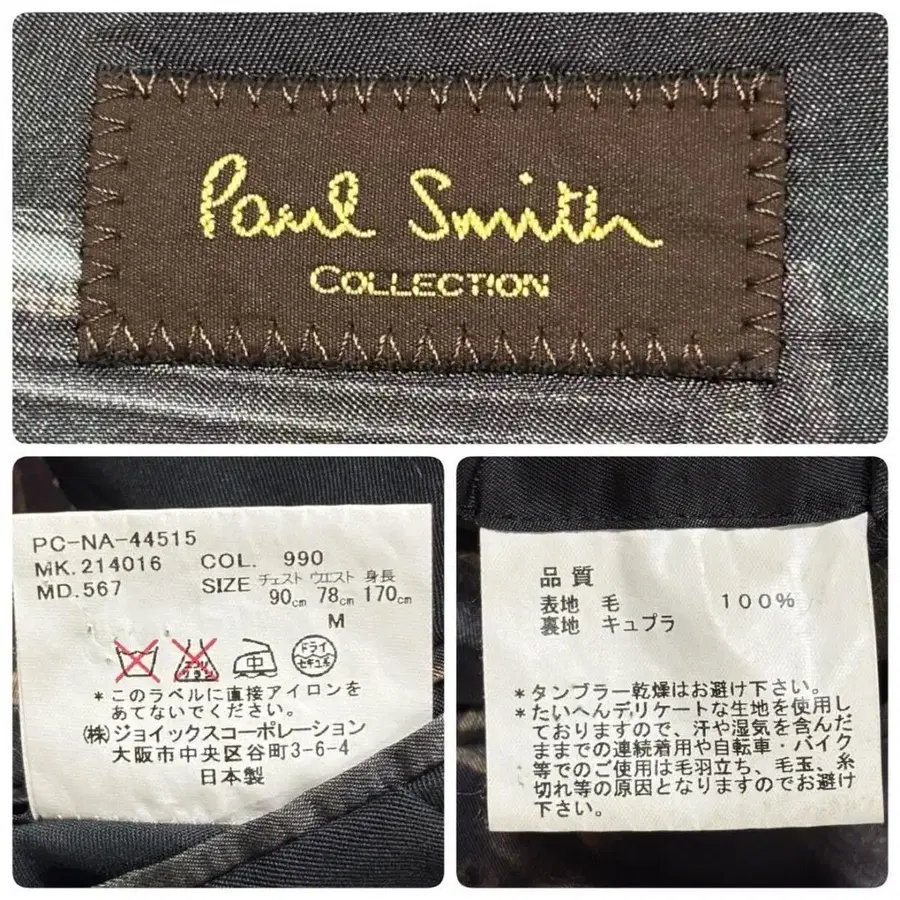 Paul Smith
COLLECTION
PC-NA-44515
MK.214016 COL. 990
MD.567 SIZE チェスト ウエスト 身長
90cm 78cm 170cm
M
エンソ サラシ
中
ドライ
セキユ系
*このラベルに直接アイロンを
あてないでください。
(株)ジョイックスコーポレーション
大阪市中央区谷町3-6-4
日本製
品質
表地 毛 100%
裏地 キュプラ
*タンブラー乾燥はお避け下さい。
*たいへんデリケートな生地を使用し
ておりますので、汗や湿気を含んだ
ままでの連続着用や自転車・バイク
等でのご使用は毛羽立ち、毛玉、糸
切れ等の原因となりますのでお避け
下さい。